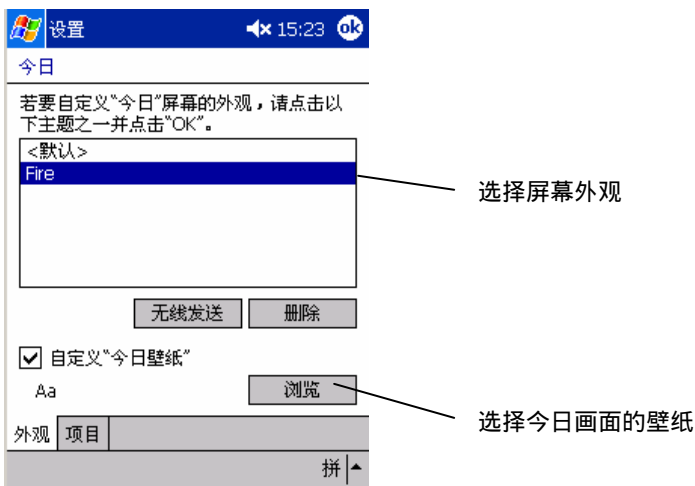 设置 15:23 ok
今日
若要自定义“今日”屏幕的外观，请点击以
下主题之一并点击“OK”。
<默认>
Fire
选择屏幕外观
无线发送 删除
自定义“今日壁纸”
Aa 浏览
选择今日画面的壁纸
外观 项目
拼